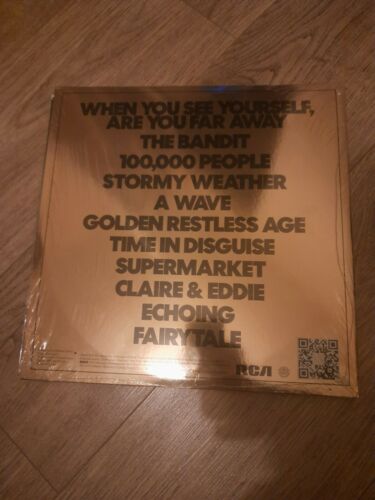 WHEN YOU SEE YOURSELF,
ARE YOU FAR AWAY
THE BANDIT
100,000 PEOPLE
STORMY WEATHER
A WAVE
GOLDEN RESTLESS AGE
TIME IN DISGUISE
SUPERMARKET
CLAIRE & EDDIE
ECHOING
FAIRYTALE
RCA